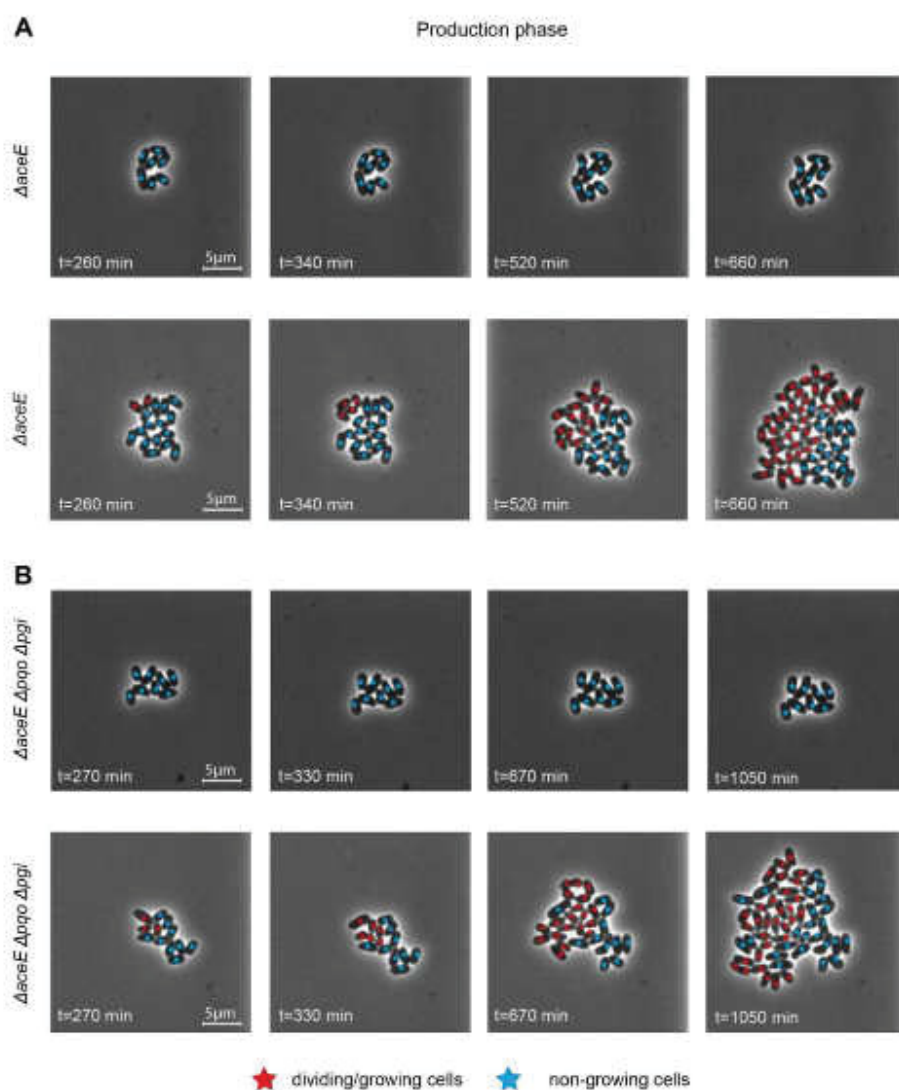 A
Production phase
ΔaceE
t=260 min
5μm
t=340 min
t=520 min
t=660 min
ΔaceE
t=260 min
5μm
t=340 min
t=520 min
t=660 min
B
ΔaceE Δpqo Δpgi
t=270 min
5μm
t=330 min
t=670 min
t=1050 min
ΔaceE Δpqo Δpgi
t=270 min
5μm
t=330 min
t=670 min
t=1050 min
dividing/growing cells
non-growing cells